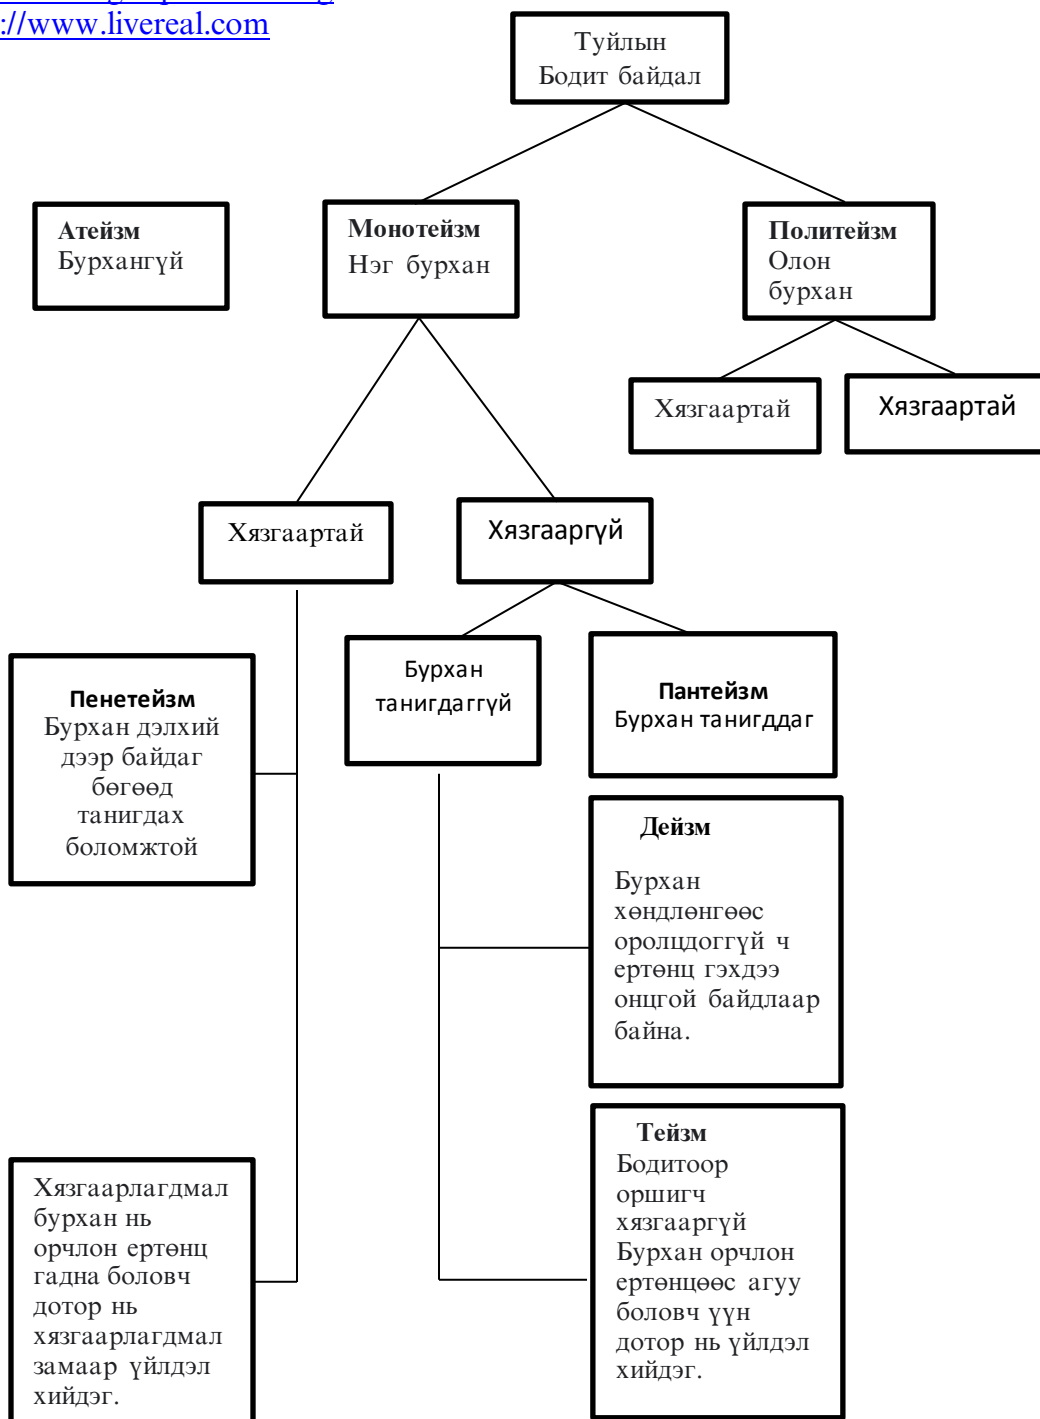 ://www.livereal.com
Туйлын
Бодит байдал
Атейзм
Бурхангүй
Монотейзм
Нэг бурхан
Политейзм
Олон
бурхан
Хязгаартай
Хязгаартай
Хязгаартай
Хязгааргүй
Пенетейзм
Бурхан дэлхий
дээр байдаг
бөгөөд
танигдах
боломжтой
Бурхан
танигдаггүй
Пантейзм
Бурхан танигддаг
Дейзм
Бурхан
хөндлөнгөөс
оролцдоггүй ч
ертөнц гэхдээ
онцгой байдлаар
байна.
Хязгаарлагдмал
бурхан нь
орчлон ертөнц
гадна боловч
дотор нь
хязгаарлагдмал
замаар үйлдэл
хийдэг.
Тейзм
Бодитоор
оршигч
хязгааргүй
Бурхан орчлон
ертөнцөөс агуу
боловч үүн
дотор нь үйлдэл
хийдэг.